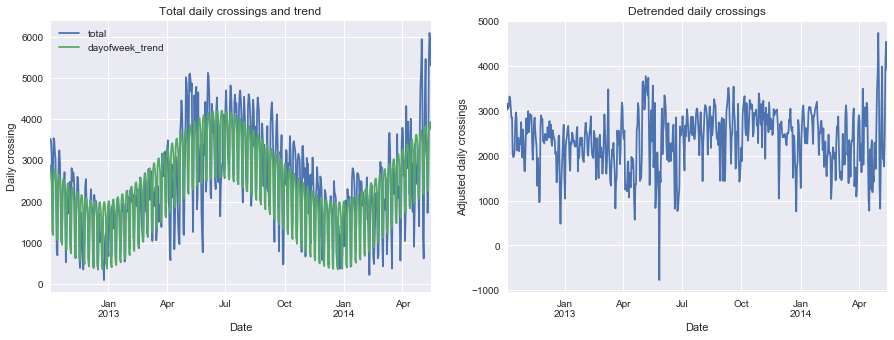 Total daily crossings and trend
total
dayofweek_trend
6000
5000
4000
3000
2000
1000
0
Daily crossing
Jan
2013
Apr
Jul
Oct
Jan
2014
Apr
Date
Detrended daily crossings
5000
4000
3000
2000
1000
0
−1000
Adjusted daily crossings
Jan
2013
Apr
Jul
Oct
Jan
2014
Apr
Date